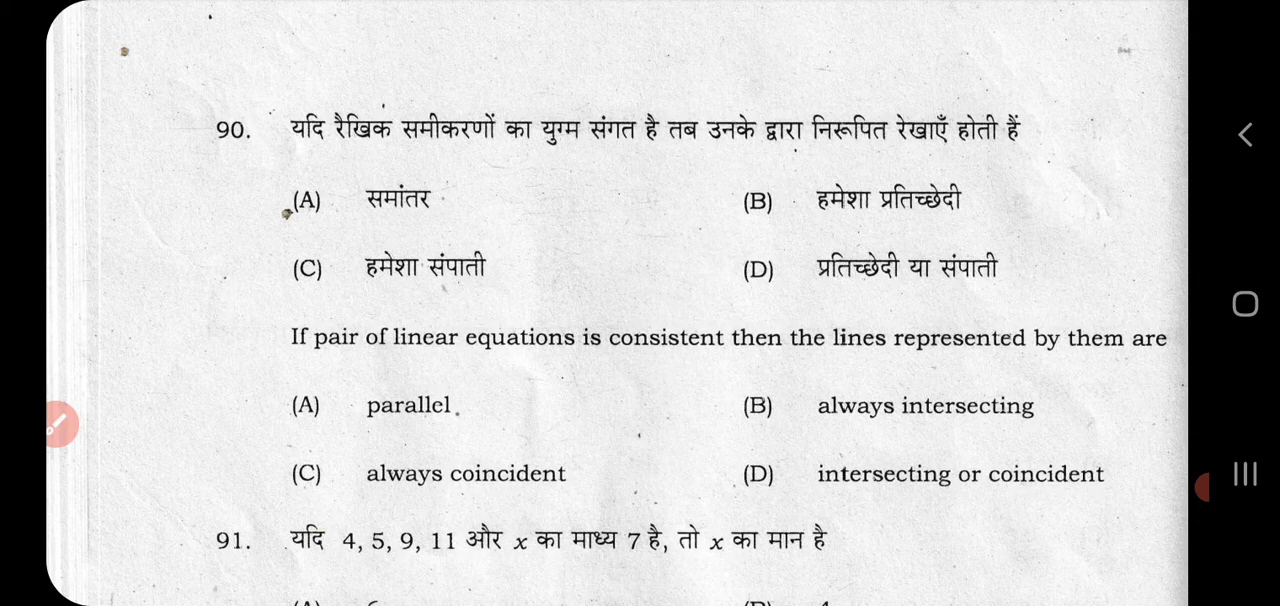 90. यदि रैखिक समीकरणों का युग्म संगत है तब उनके द्वारा निरूपित रेखाएँ होती हैं
(A) समांतर (B) हमेशा प्रतिच्छेदी
(C) हमेशा संपाती (D) प्रतिच्छेदी या संपाती
If pair of linear equations is consistent then the lines represented by them are
(A) parallel (B) always intersecting
(C) always coincident (D) intersecting or coincident
91. यदि 4, 5, 9, 11 और x का माध्य 7 है, तो x का मान है